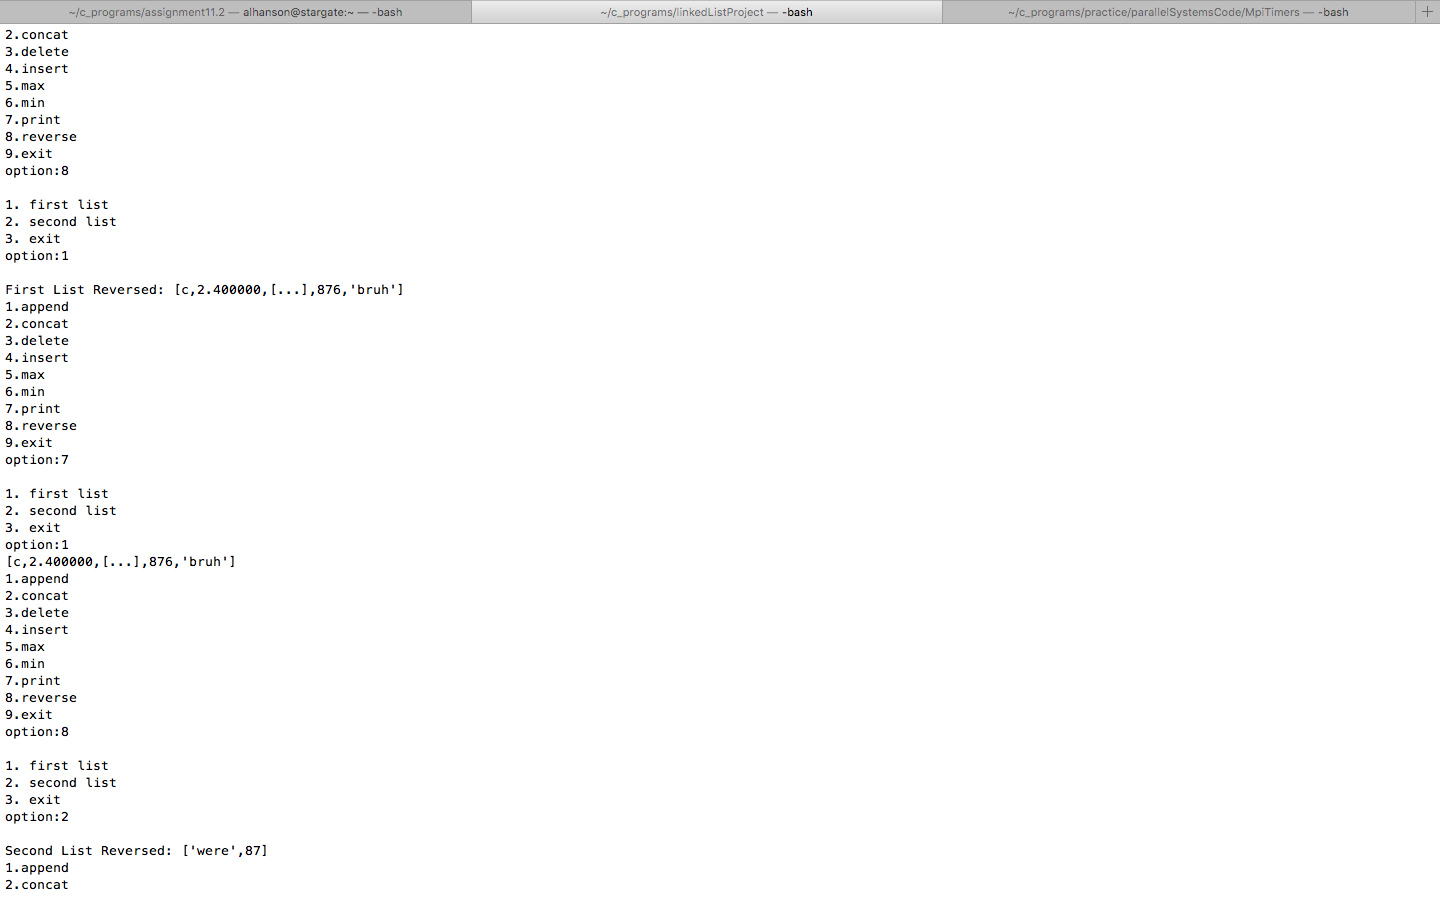 ~/c_programs/assignment11.2 — alhanson@stargate:~ — -bash
~/c_programs/linkedListProject — -bash
~/c_programs/practice/parallelSystemsCode/MpiTimers — -bash
+
2.concat
3.delete
4.insert
5.max
6.min
7.print
8.reverse
9.exit
option:8
1. first list
2. second list
3. exit
option:1
First List Reversed: [c,2.400000,[...],876,'bruh']
1.append
2.concat
3.delete
4.insert
5.max
6.min
7.print
8.reverse
9.exit
option:7
1. first list
2. second list
3. exit
option:1
[c,2.400000,[...],876,'bruh']
1.append
2.concat
3.delete
4.insert
5.max
6.min
7.print
8.reverse
9.exit
option:8
1. first list
2. second list
3. exit
option:2
Second List Reversed: ['were',87]
1.append
2.concat